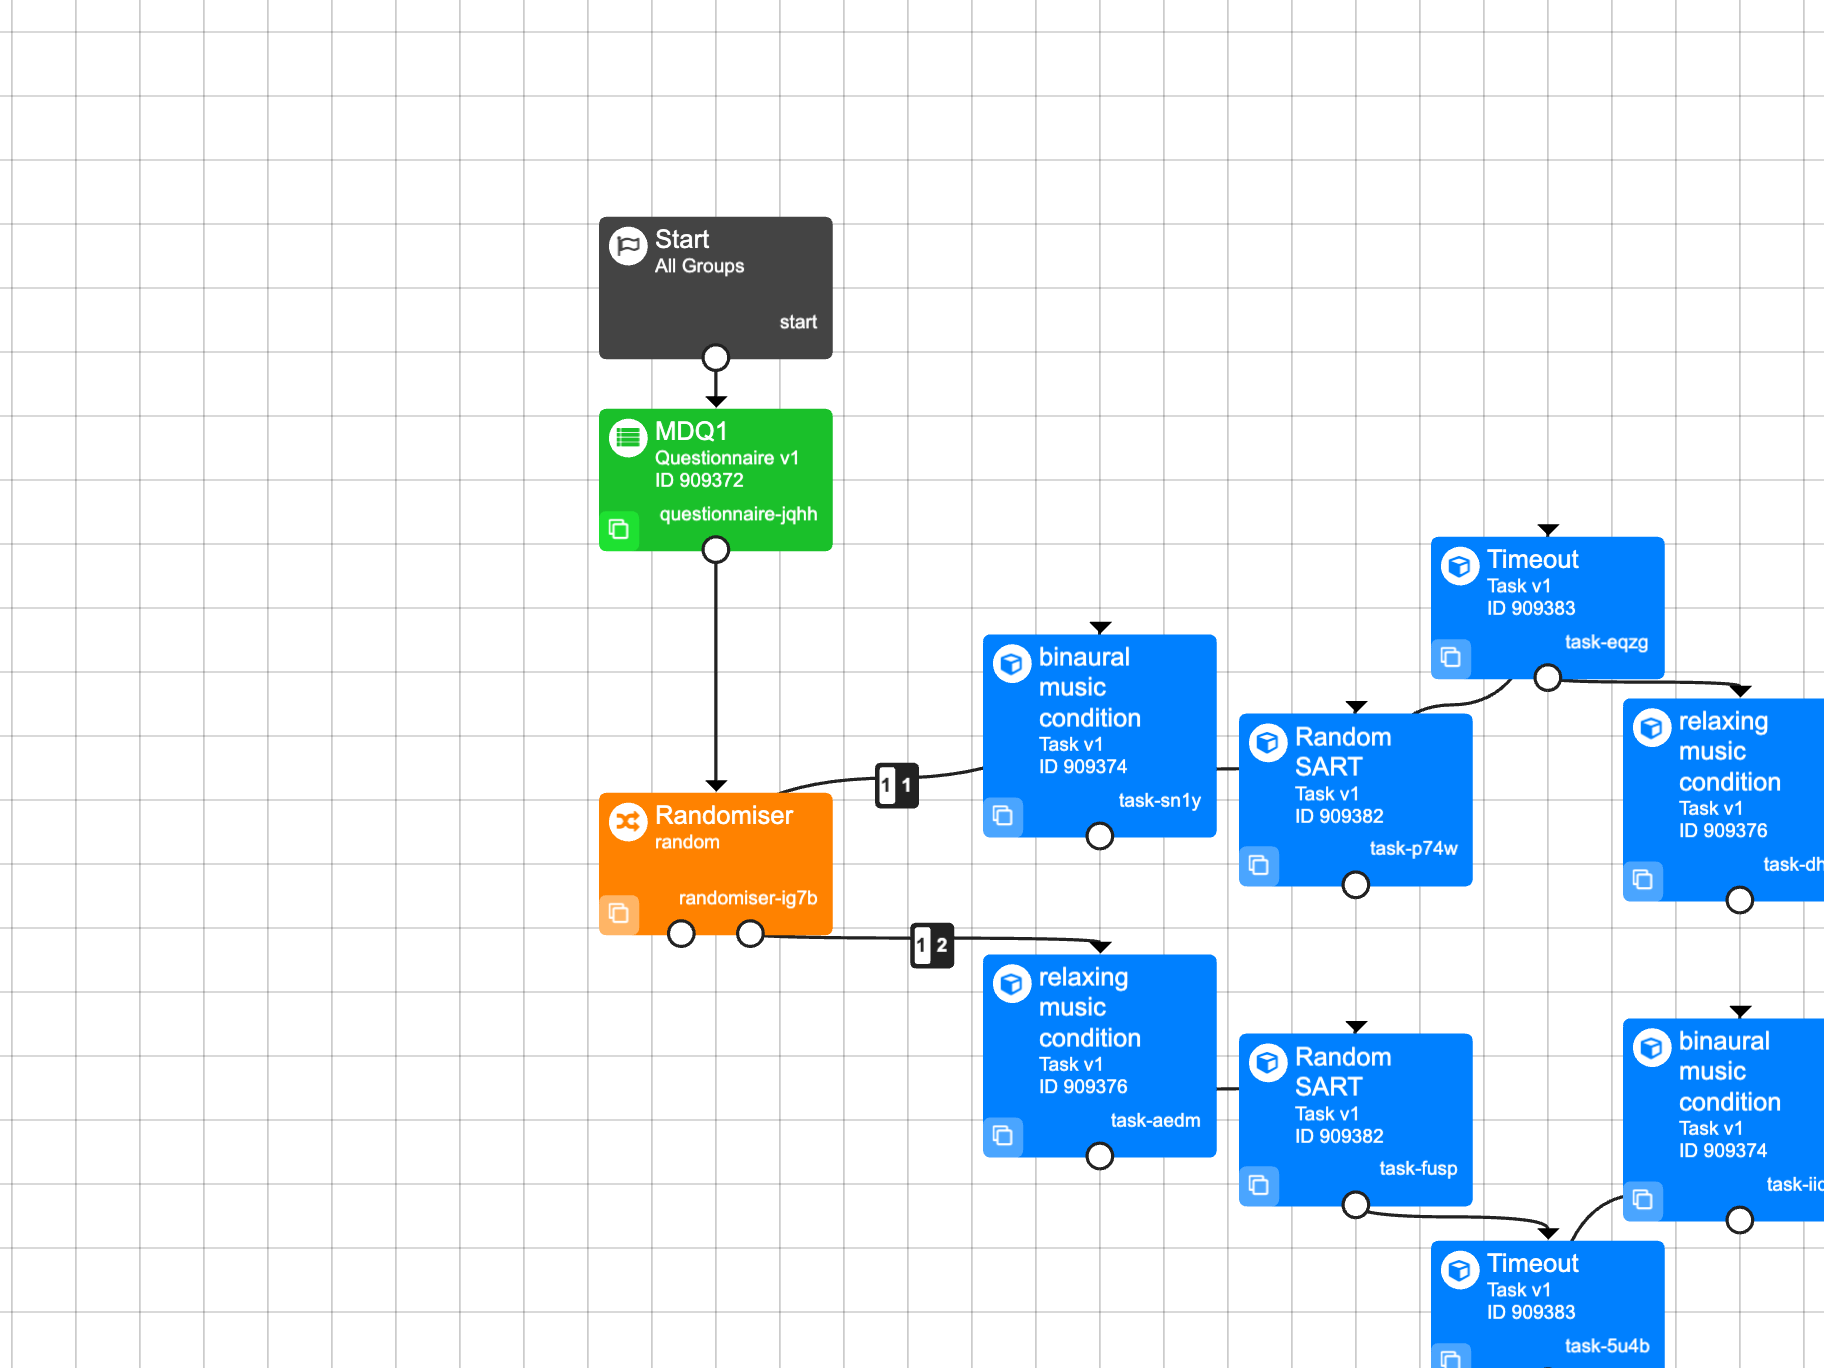 Start
All Groups
start
MDQ1
Questionnaire v1
ID 909372
questionnaire-jqhh
Randomiser
random
randomiser-ig7b
1 1
1 2
binaural
music
condition
Task v1
ID 909374
task-sn1y
relaxing
music
condition
Task v1
ID 909376
task-aedm
Random
SART
Task v1
ID 909382
task-p74w
Random
SART
Task v1
ID 909382
task-fusp
Timeout
Task v1
ID 909383
task-eqzg
Timeout
Task v1
ID 909383
task-5u4b
relaxing
music
condition
Task v1
ID 909376
binaural
music
condition
Task v1
ID 909374